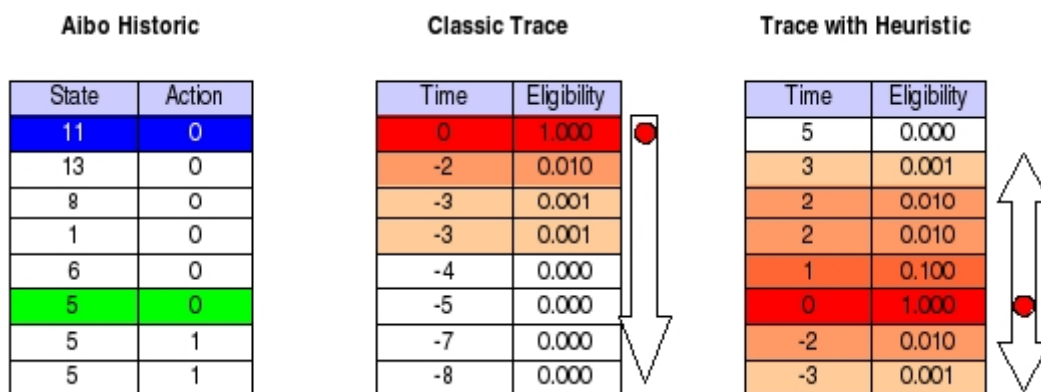 Aibo Historic Classic Trace Trace with Heuristic
State Action Time Eligibility Time Eligibility
11 0 0 1.000 5 0.000
13 0 -2 0.010 3 0.001
8 0 -3 0.001 2 0.010
1 0 -3 0.001 2 0.010
6 0 -4 0.000 1 0.100
5 0 -5 0.000 0 1.000
5 1 -7 0.000 -2 0.010
5 1 -8 0.000 -3 0.001